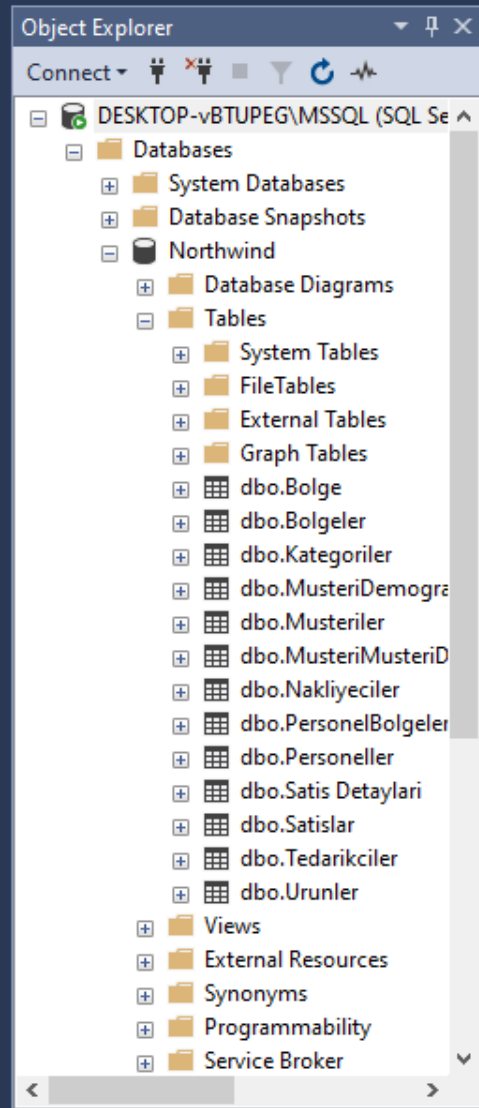 Object Explorer
Connect
DESKTOP-vBTUPEG\MSSQL (SQL Se
Databases
System Databases
Database Snapshots
Northwind
Database Diagrams
Tables
System Tables
FileTables
External Tables
Graph Tables
dbo.Bolge
dbo.Bolgeler
dbo.Kategoriler
dbo.MusteriDemogra
dbo.Musteriler
dbo.MusteriMusteriD
dbo.Nakliyeciler
dbo.PersonelBolgeler
dbo.Personeller
dbo.Satis Detaylari
dbo.Satislar
dbo.Tedarikciler
dbo.Urunler
Views
External Resources
Synonyms
Programmability
Service Broker